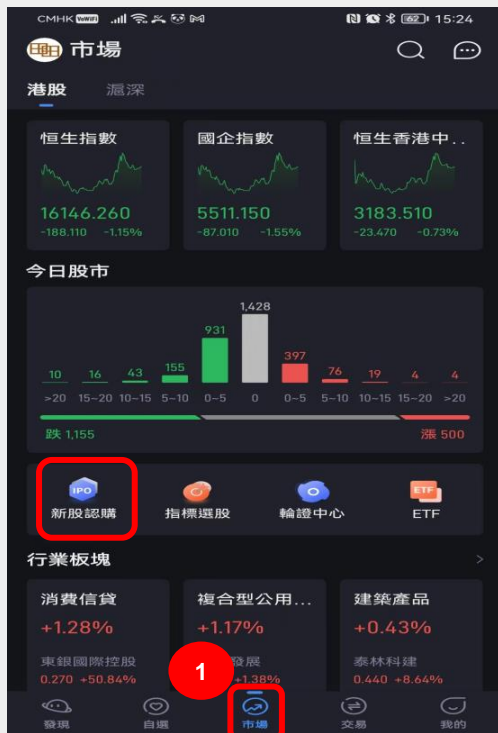 CMHK VoWiFi 62 15:24
市場
港股 滬深
恒生指數 國企指數 恒生香港中..
16146.260 5511.150 3183.510
-188.110 -1.15% -87.010 -1.55% -23.470 -0.73%
今日股市
1,428
931
397
155
10 16 43 76 19 4 4
>20 15~20 10~15 5~10 0~5 0 0~5 5~10 10~15 15~20 >20
跌 1,155 漲 500
IPO ETF
新股認購 指標選股 輪證中心 ETF
行業板塊 >
消費信貸 複合型公用... 建築產品
+1.28% +1.17% +0.43%
東銀國際控股 發展 泰林科建
0.270 +50.84% +1.38% 0.440 +8.64%
1
發現 自選 市場 交易 我的